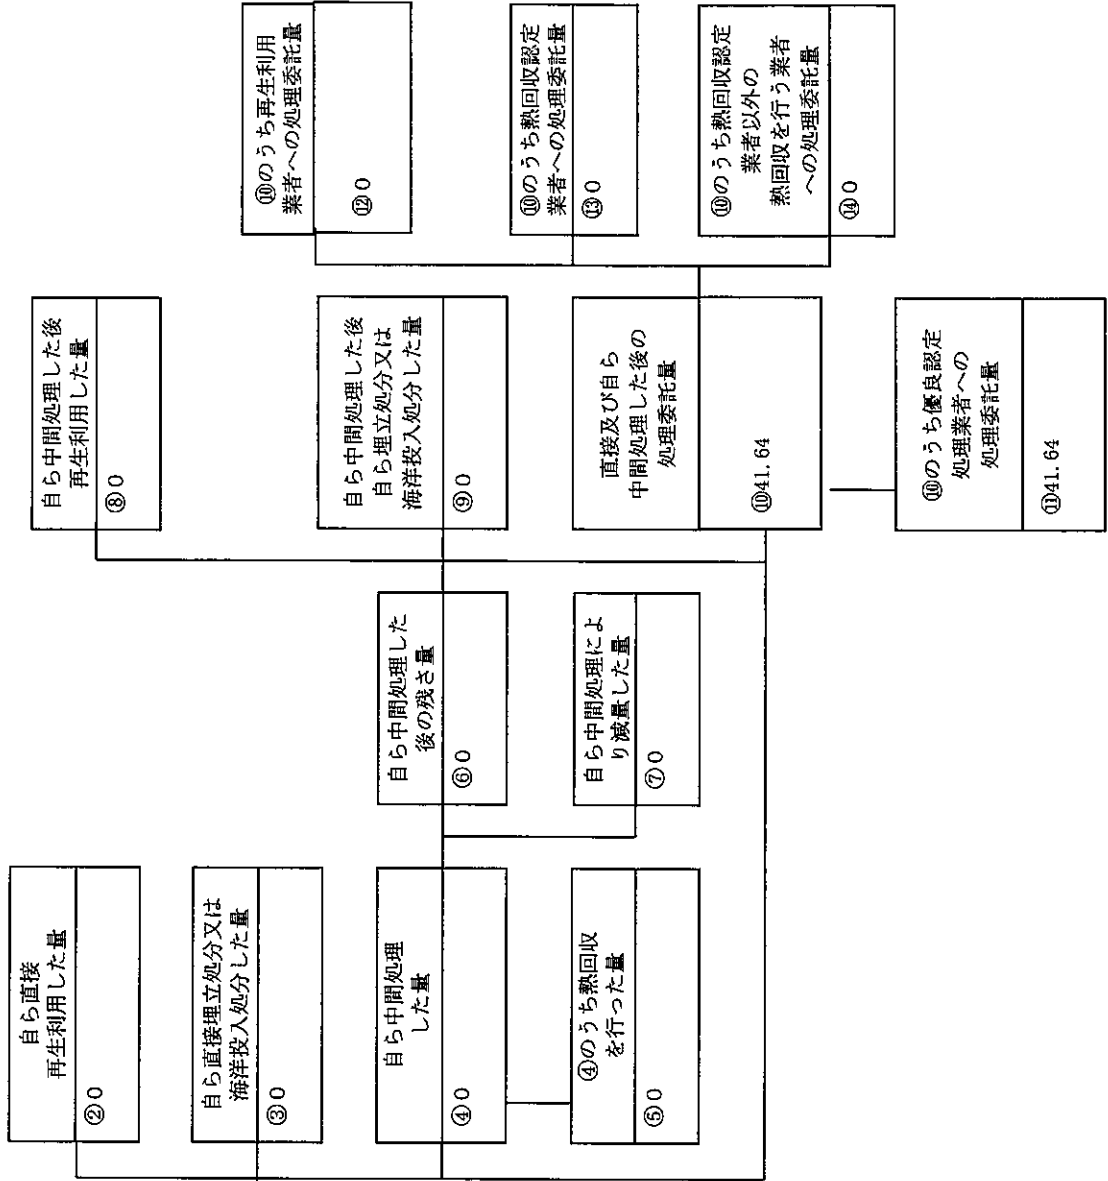 自ら直接
再生利用した量
②0
自ら直接埋立処分又は
海洋投入処分した量
③0
自ら中間処理
した量
④0
④のうち熱回収
を行った量
⑤0
自ら中間処理した
後の残さ量
⑥0
自ら中間処理によ
り減量した量
⑦0
自ら中間処理した後
再生利用した量
⑧0
自ら中間処理した後
自ら埋立処分又は
海洋投入処分した量
⑨0
直接及び自ら
中間処理した後の
処理委託量
⑩41.64
⑩のうち優良認定
処理業者への
処理委託量
⑪41.64
⑩のうち再生利用
業者への処理委託量
⑫0
⑩のうち熱回収認定
業者への処理委託量
⑬0
⑩のうち熱回収認定
業者以外の
熱回収を行う業者
への処理委託量
⑭0